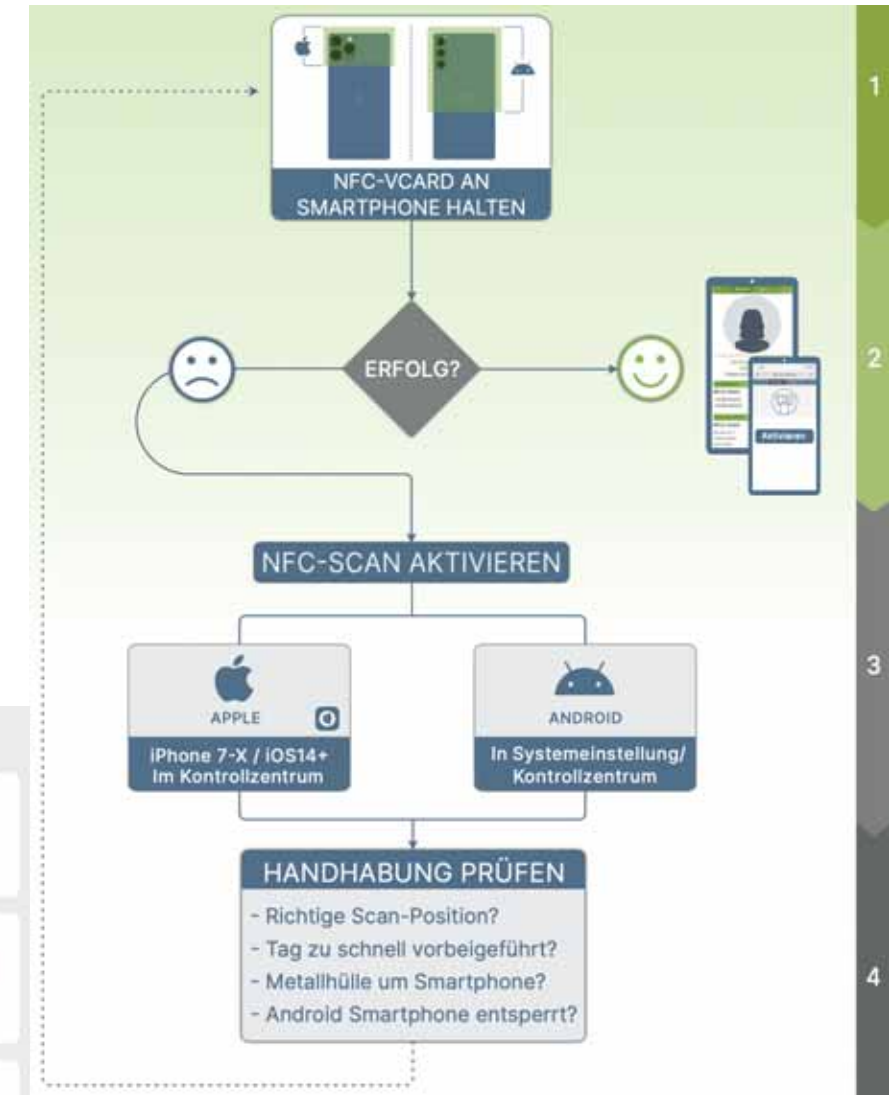 NFC-VCARD AN
SMARTPHONE HALTEN
1
ERFOLG?
Aktivieren
2
NFC-SCAN AKTIVIEREN
APPLE
iPhone 7-X / iOS14+
Im Kontrollzentrum
ANDROID
In Systemeinstellung/
Kontrollzentrum
3
HANDHABUNG PRÜFEN
- Richtige Scan-Position?
- Tag zu schnell vorbeigeführt?
- Metallhülle um Smartphone?
- Android Smartphone entsperrt?
4